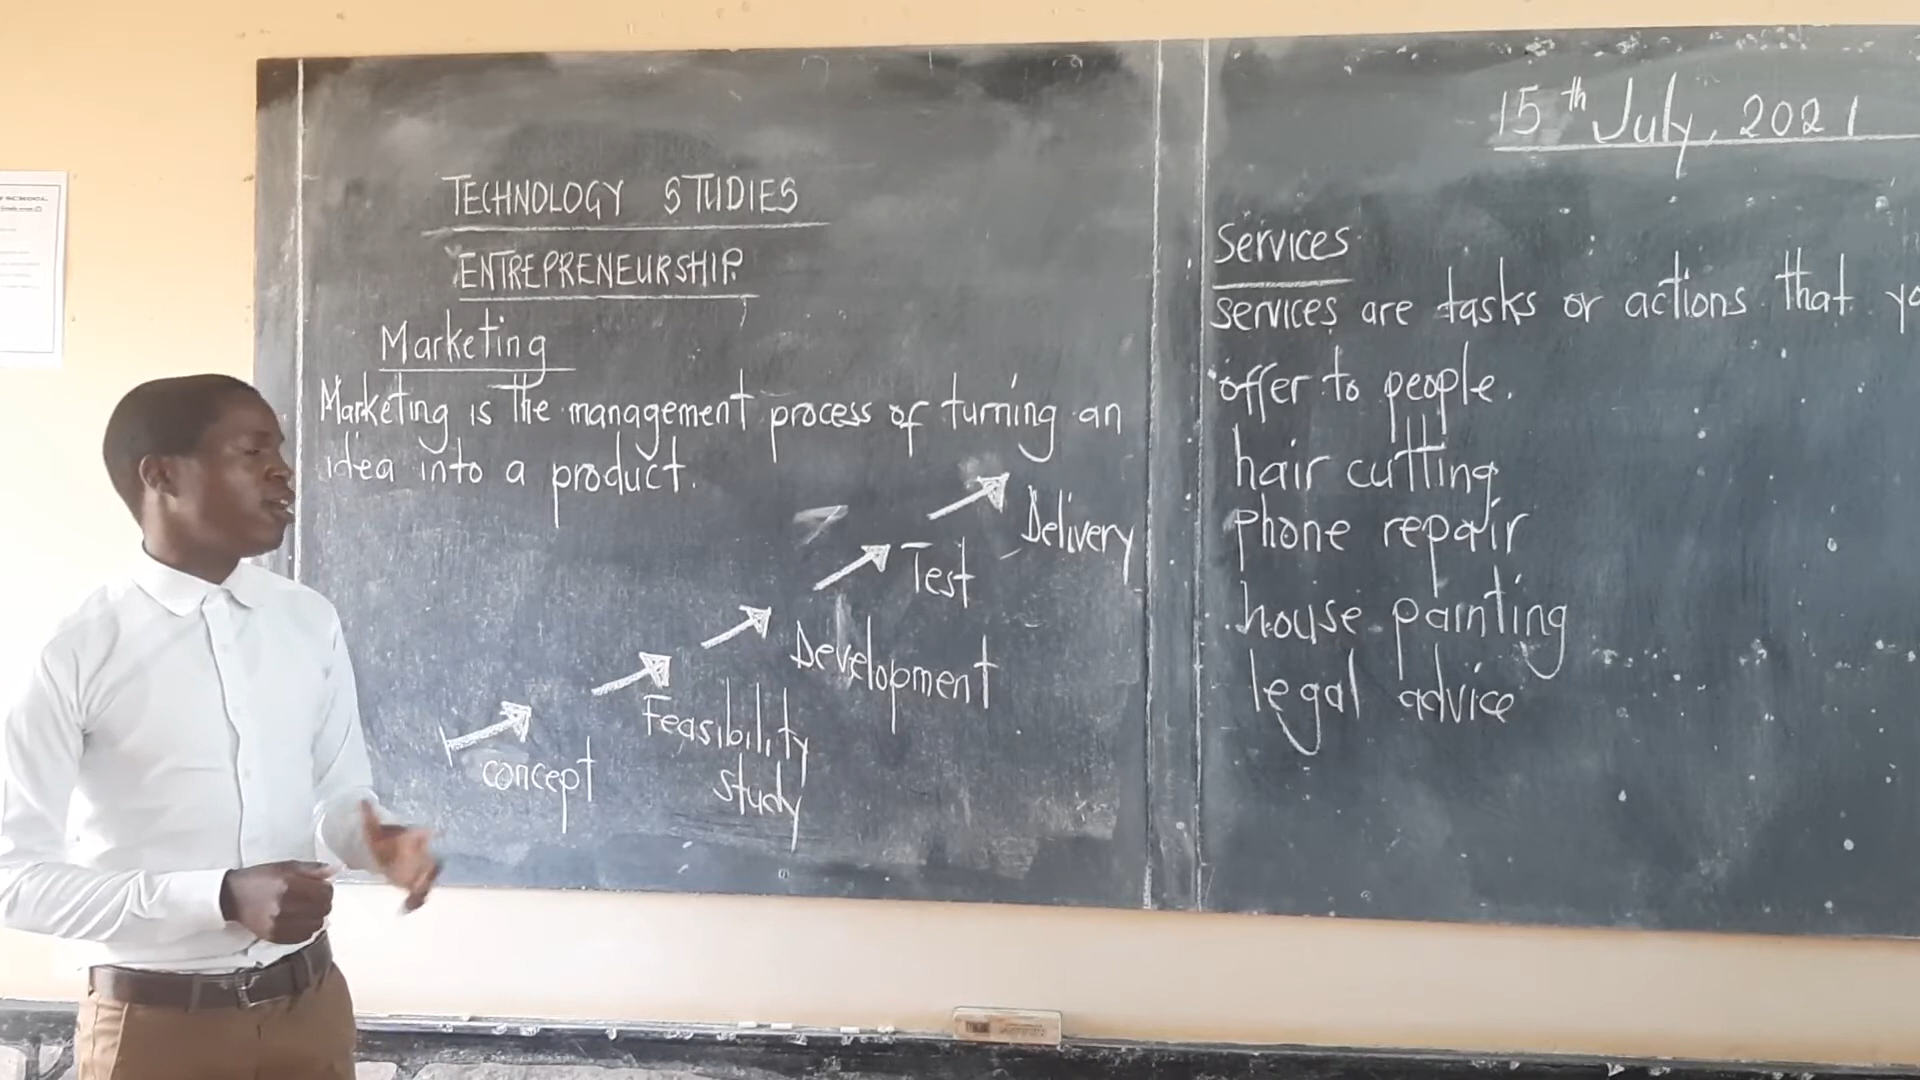 TECHNOLOGY STUDIES
ENTREPRENEURSHIP
Marketing
Marketing is the management process of turning an
idea into a product.
concept
Feasibility
study
Development
Test
Delivery
15th July, 2021
Services
services are tasks or actions that yo
offer to people.
hair cutting
phone repair
house painting
legal advice
SCHOOL